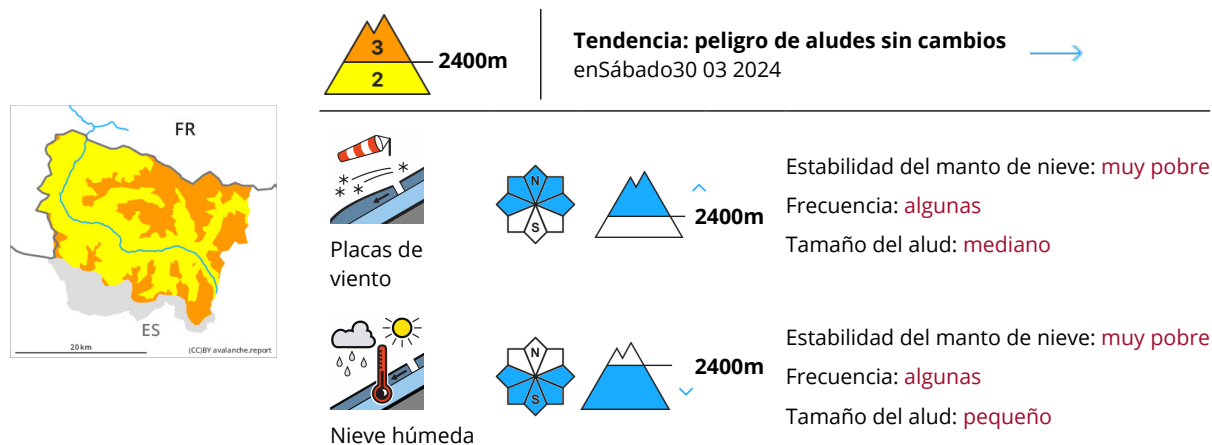 3
2
2400m
Tendencia: peligro de aludes sin cambios
enSábado30 03 2024
FR
ES
20 km
(CC)BY avalanche.report
Placas de
viento
N
S
2400m
Estabilidad del manto de nieve: muy pobre
Frecuencia: algunas
Tamaño del alud: mediano
Nieve húmeda
N
S
2400m
Estabilidad del manto de nieve: muy pobre
Frecuencia: algunas
Tamaño del alud: pequeño